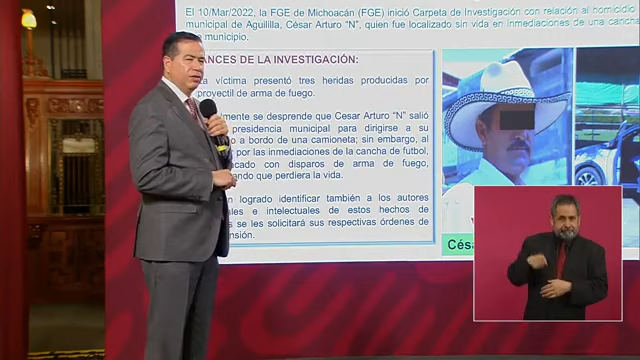 El 10/Mar/2022, la FGE de Michoacán (FGE) inició Carpeta de Investigación con relación al homicidio
municipal de Aguililla, César Arturo "N", quien fue localizado sin vida en inmediaciones de una cancha
municipio.
NCES DE LA INVESTIGACIÓN:
a víctima presentó tres heridas producidas por
proyectil de arma de fuego.
mente se desprende que Cesar Arturo "N" salió
presidencia municipal para dirigirse a su
o a bordo de una camioneta; sin embargo, al
por las inmediaciones de la cancha de futbol,
cado con disparos de arma de fuego,
ndo que perdiera la vida.
n logrado identificar también a los autores
ales e intelectuales de estos hechos de
s se les solicitará sus respectivas órdenes de
nsión.
Cés